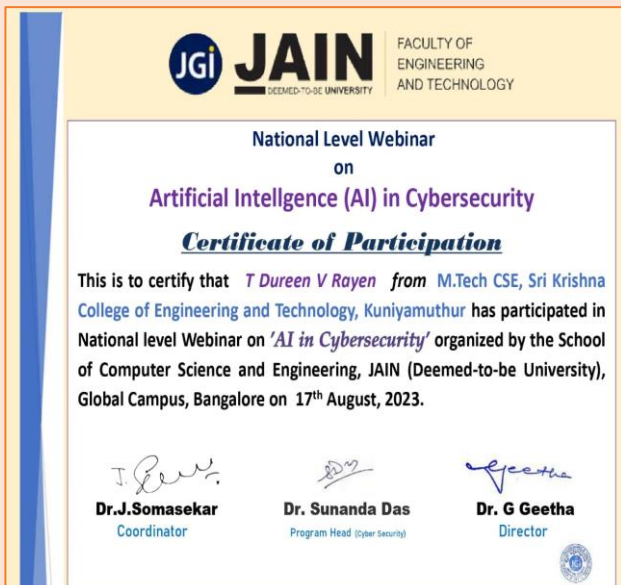 JGi JAIN
DEEMED-TO-BE UNIVERSITY
FACULTY OF
ENGINEERING
AND TECHNOLOGY
National Level Webinar
on
Artificial Intellgence (AI) in Cybersecurity
Certificate of Participation
This is to certify that T Dureen V Rayen from M.Tech CSE, Sri Krishna
College of Engineering and Technology, Kuniyamuthur has participated in
National level Webinar on 'AI in Cybersecurity' organized by the School
of Computer Science and Engineering, JAIN (Deemed-to-be University),
Global Campus, Bangalore on 17th August, 2023.
Geetha
Dr.J.Somasekar
Dr. Sunanda Das
Dr. G Geetha
Coordinator
Program Head (Cyber Security)
Director